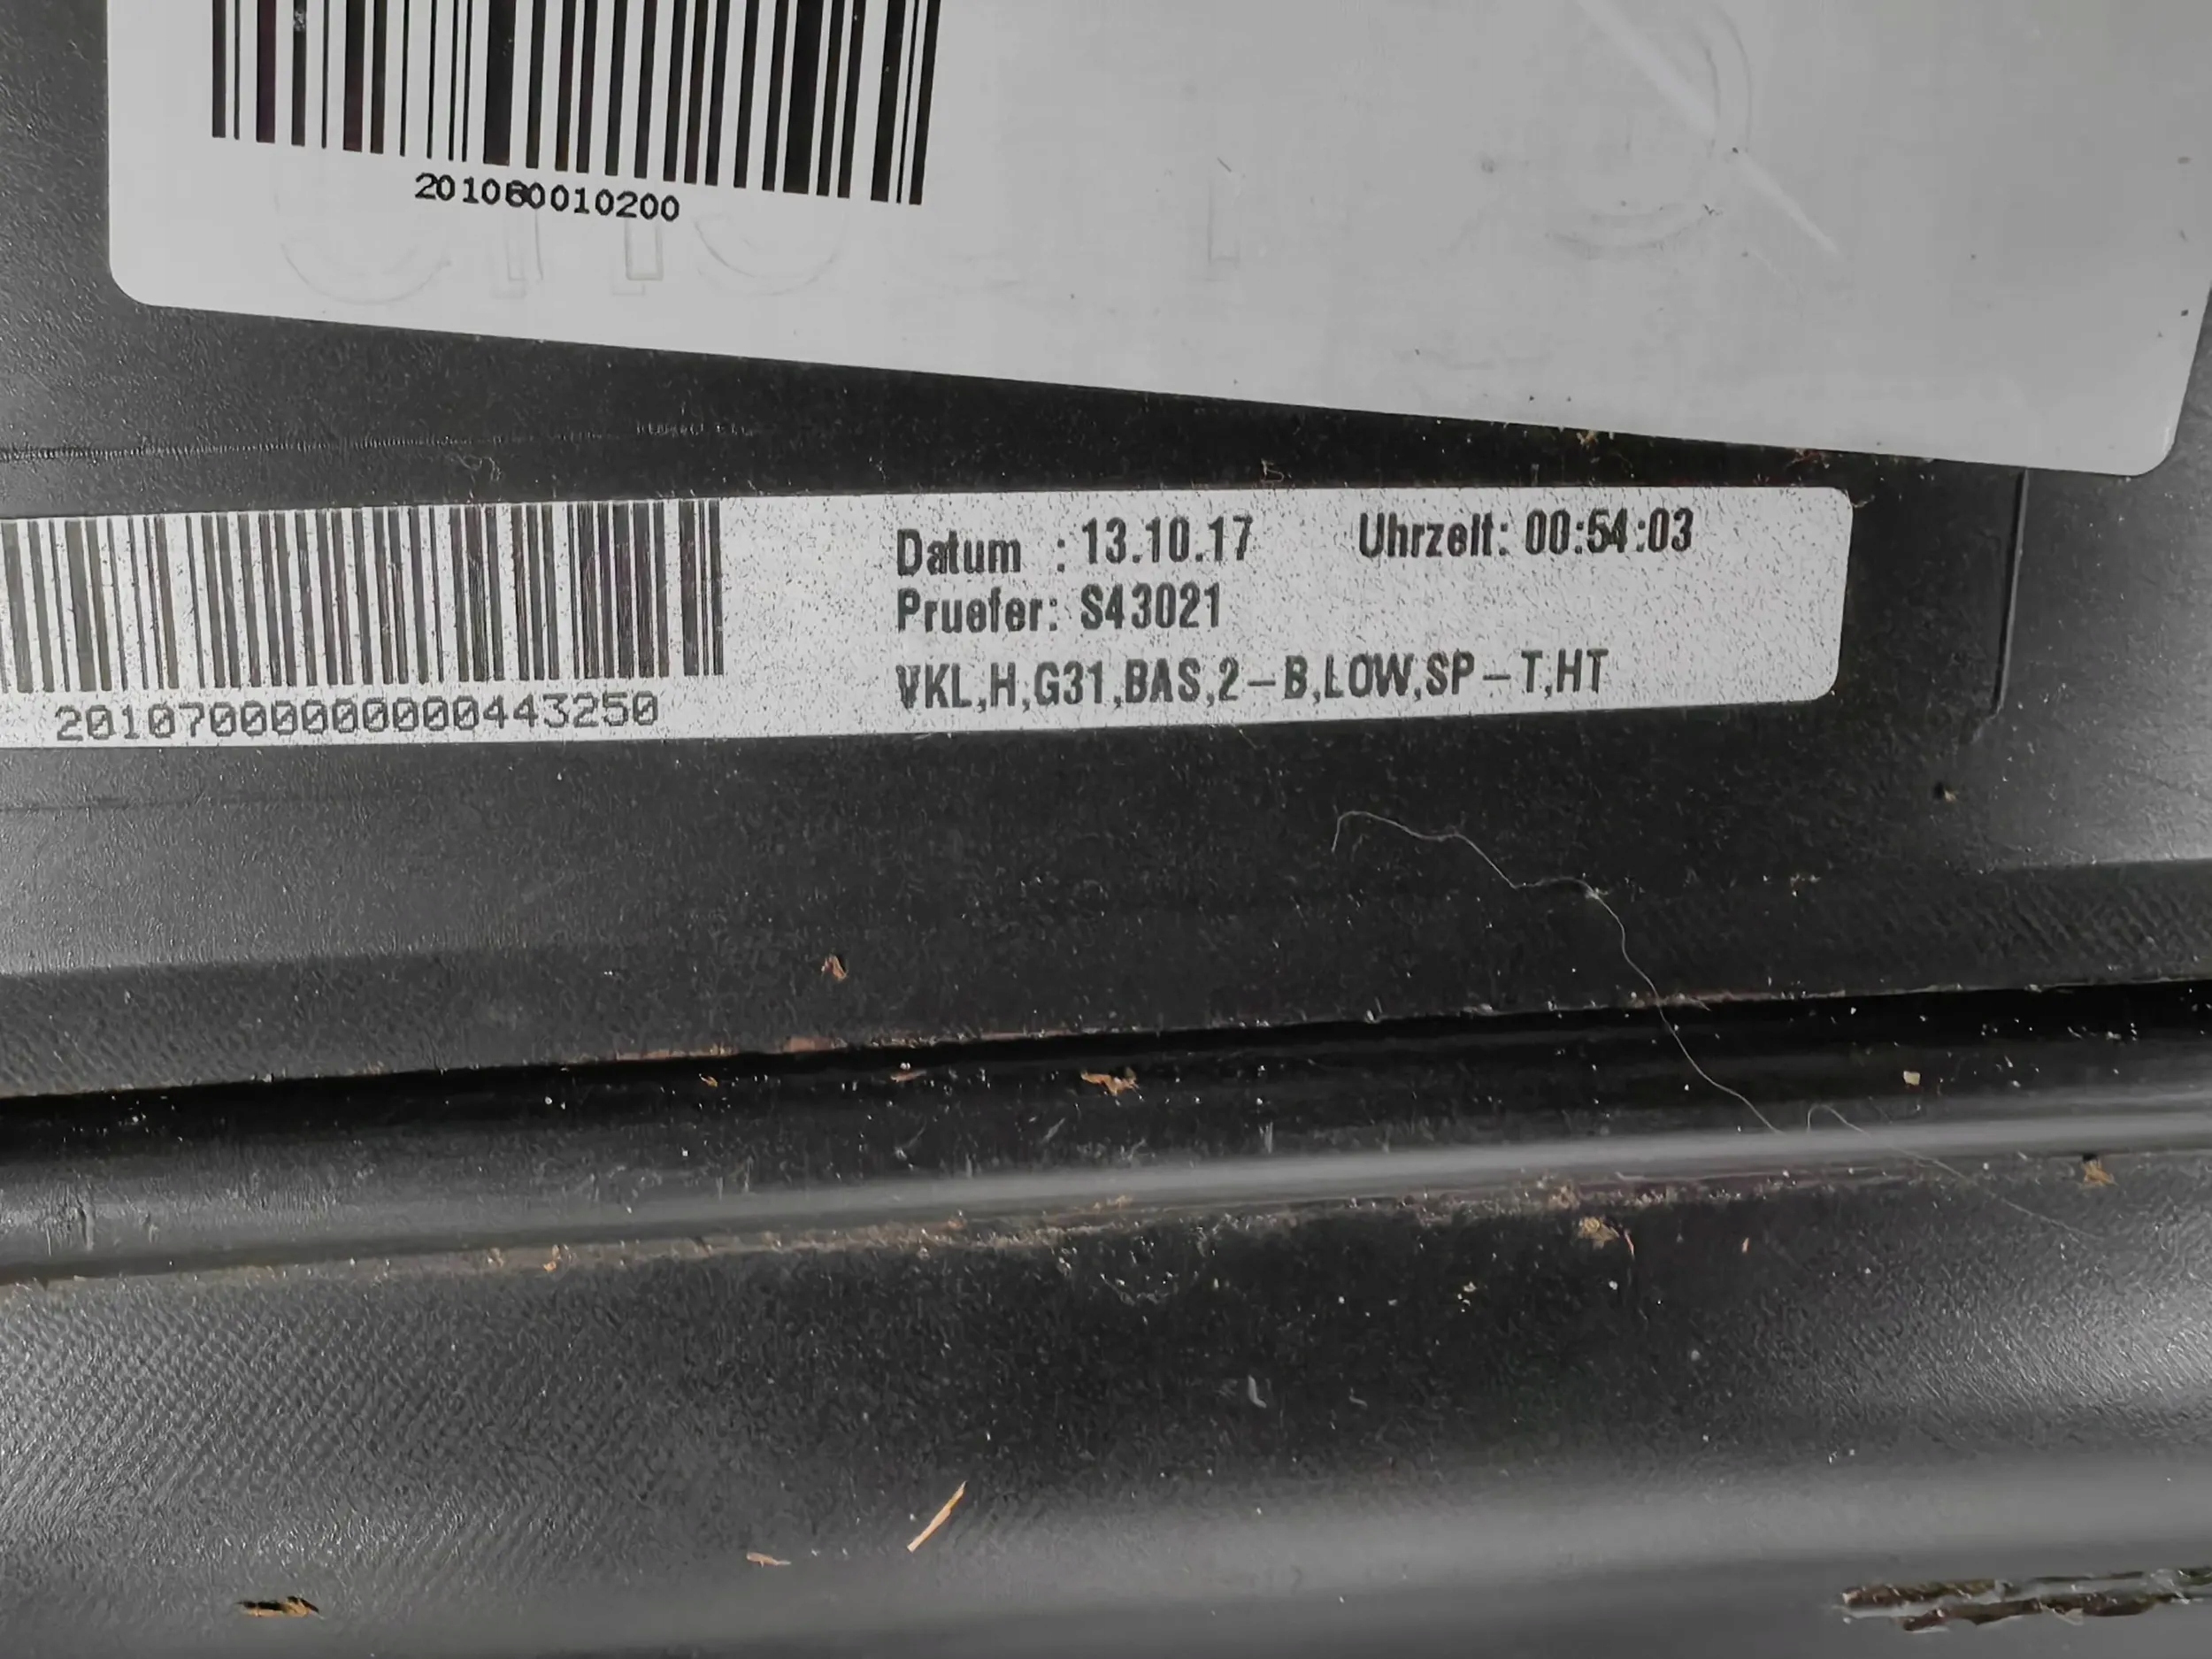 201060010200
Datum : 13.10.17 Uhrzeit: 00:54:03
Pruefer: S43021
VKL,H,G31,BAS,2-B,LOW,SP-T,HT
20107000000000443250